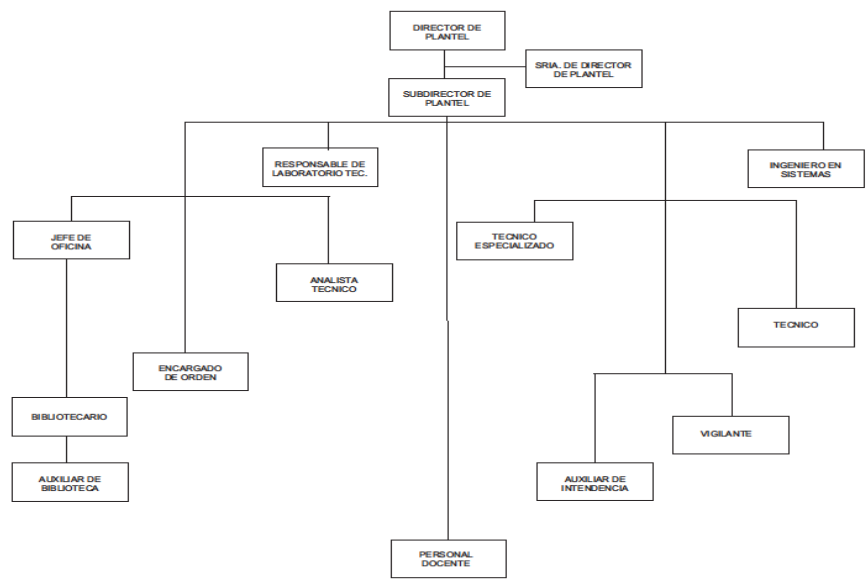 DIRECTOR DE
PLANTEL
SRIA. DE DIRECTOR
DE PLANTEL
SUBDIRECTOR DE
PLANTEL
RESPONSABLE DE
LABORATORIO TEC.
INGENIERO EN
SISTEMAS
JEFE DE
OFICINA
TECNICO
ESPECIALIZADO
ANALISTA
TECNICO
TECNICO
ENCARGADO
DE ORDEN
BIBLIOTECARIO
VIGILANTE
AUXILIAR DE
BIBLIOTECA
AUXILIAR DE
INTENDENCIA
PERSONAL
DOCENTE